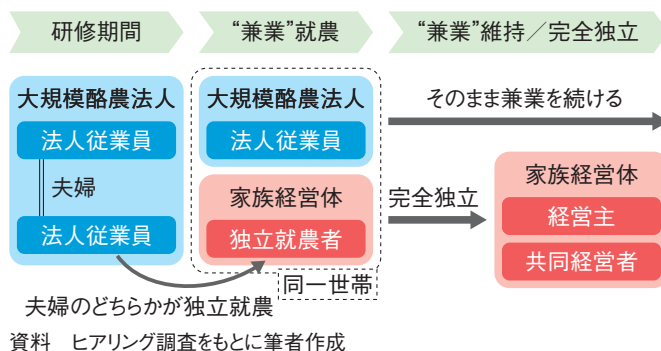 研修期間
“兼業”就農
“兼業”維持／完全独立
大規模酪農法人
法人従業員
夫婦
法人従業員
大規模酪農法人
法人従業員
家族経営体
独立就農者
同一世帯
夫婦のどちらかが独立就農
そのまま兼業を続ける
完全独立
家族経営体
経営主
共同経営者
資料　ヒアリング調査をもとに筆者作成